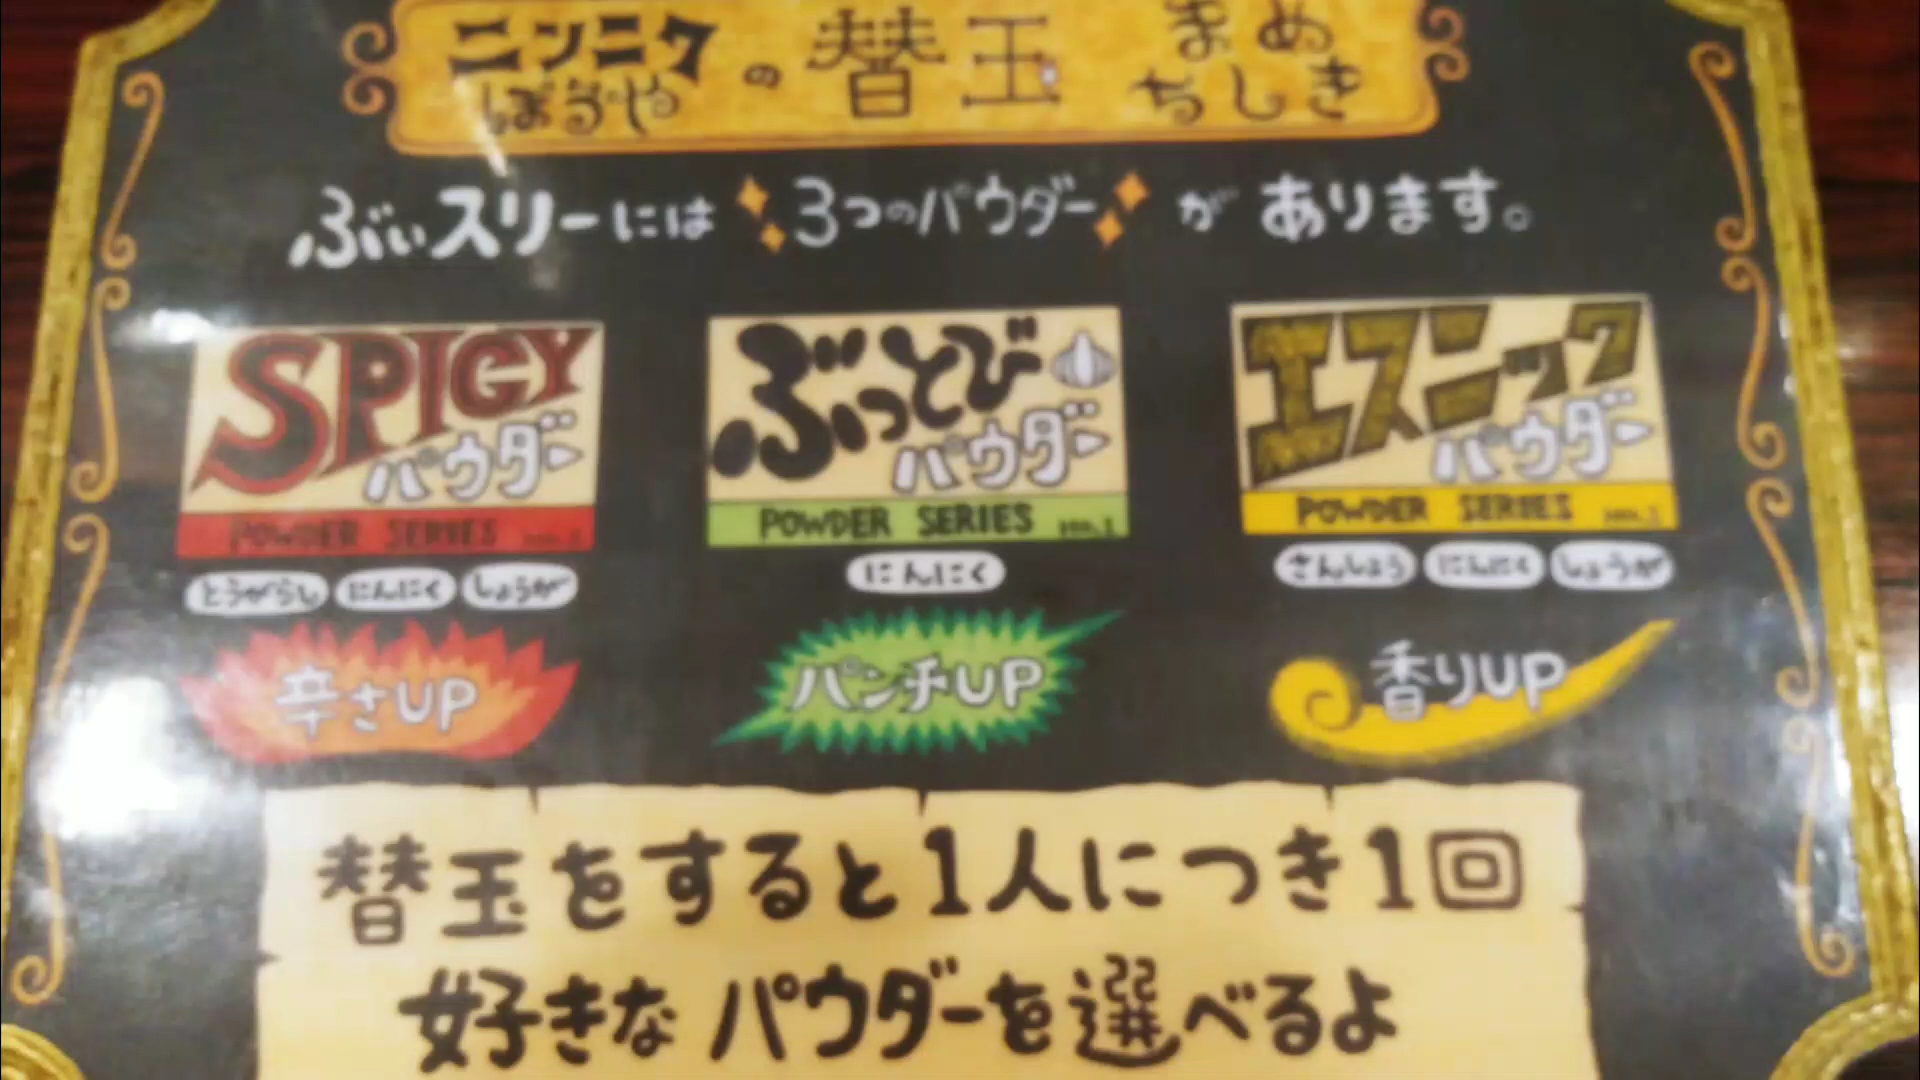 ニンニクぼうやの替玉まめちしき
ぶぃスリーには3つのパウダーがあります。
SPICY
パウダー
POWDER SERIES
とうがらし にんにく しょうが
辛さUP
ぶっとび
パウダー
POWDER SERIES no.1
にんにく
パンチUP
エスニック
パウダー
POWDER SERIES
さんしょう にんにく しょうが
香りUP
替玉をすると1人につき1回
好きなパウダーを選べるよ